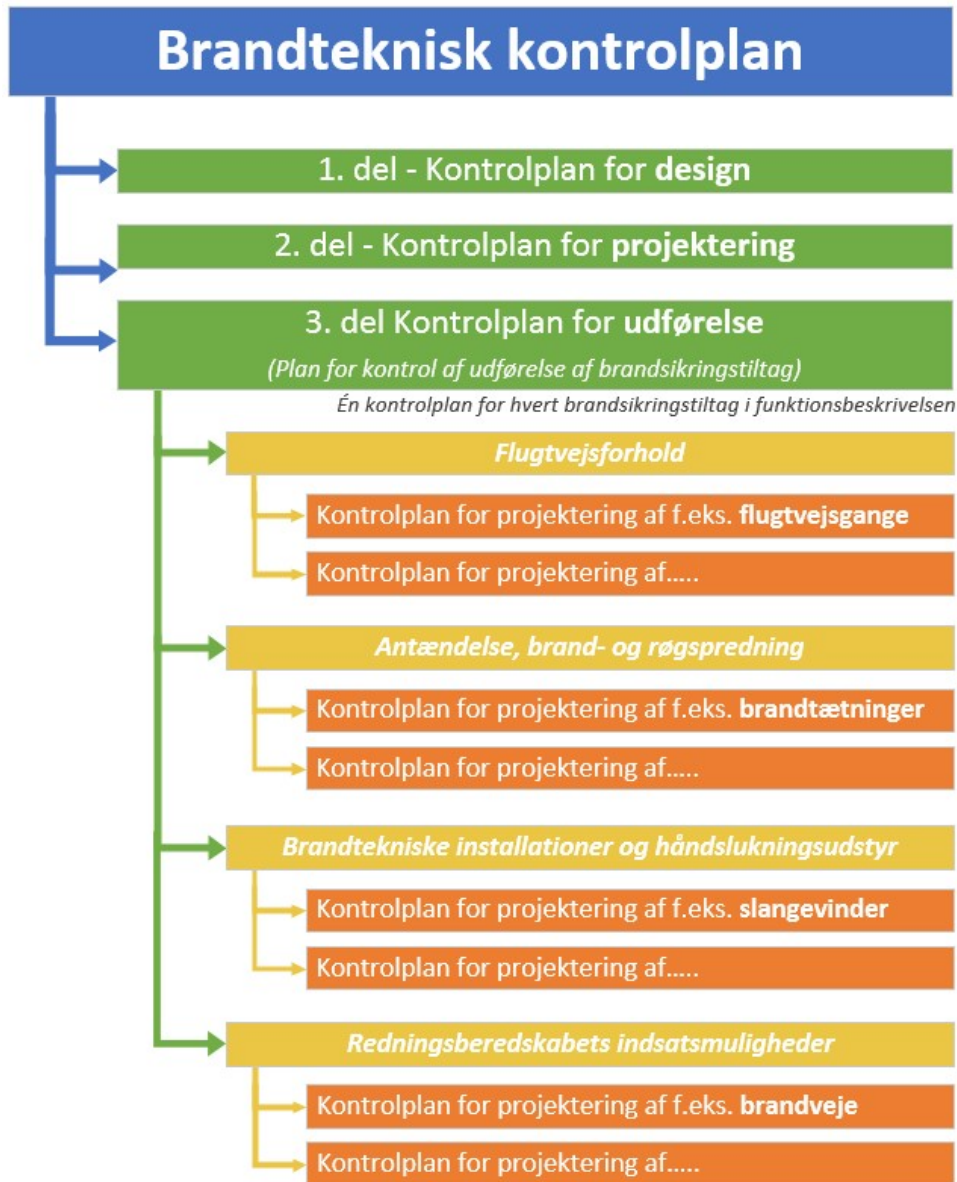 Brandteknisk kontrolplan
1. del - Kontrolplan for design
2. del - Kontrolplan for projektering
3. del Kontrolplan for udførelse
(Plan for kontrol af udførelse af brandsikringstiltag)
Én kontrolplan for hvert brandsikringstiltag i funktionsbeskrivelsen
Flugtvejsforhold
Kontrolplan for projektering af f.eks. flugtvejsgange
Kontrolplan for projektering af.....
Antændelse, brand- og røgspredning
Kontrolplan for projektering af f.eks. brandtætninger
Kontrolplan for projektering af.....
Brandtekniske installationer og håndslukningsudstyr
Kontrolplan for projektering af f.eks. slangevinder
Kontrolplan for projektering af.....
Redningsberedskabets indsatsmuligheder
Kontrolplan for projektering af f.eks. brandveje
Kontrolplan for projektering af.....